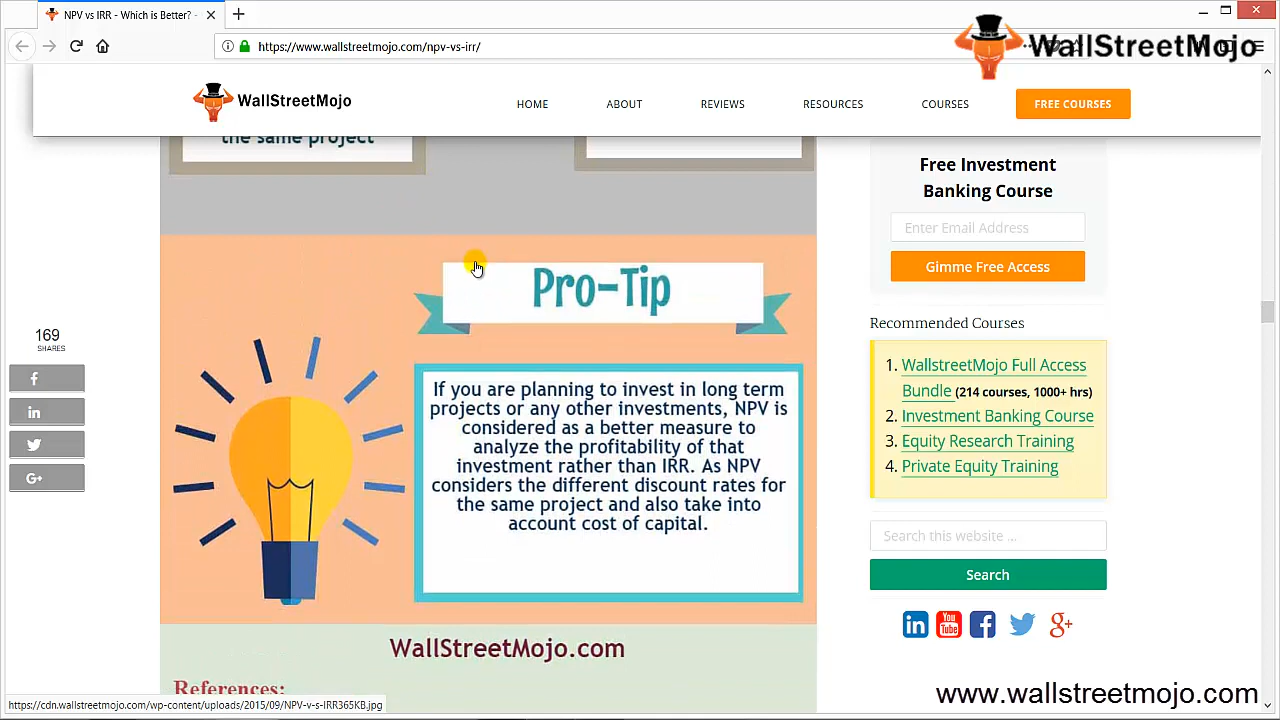 NPV vs IRR - Which is Better? -
https://www.wallstreetmojo.com/npv-vs-irr/
WallStreetMojo
WallStreetMojo
HOME
ABOUT
REVIEWS
RESOURCES
COURSES
FREE COURSES
the same project
Free Investment
Banking Course
Enter Email Address
Gimme Free Access
Pro-Tip
If you are planning to invest in long term
projects or any other investments, NPV is
considered as a better measure to
analyze the profitability of that
investment rather than IRR. As NPV
considers the different discount rates for
the same project and also take into
account cost of capital.
169
SHARES
Recommended Courses
1. WallstreetMojo Full Access
Bundle (214 courses, 1000+ hrs)
2. Investment Banking Course
3. Equity Research Training
4. Private Equity Training
Search this website ...
Search
in
You
Tube
f
g+
f
in
G+
WallStreetMojo.com
References:
https://cdn.wallstreetmojo.com/wp-content/uploads/2015/09/NPV-v-s-IRR365KB.jpg
www.wallstreetmojo.com